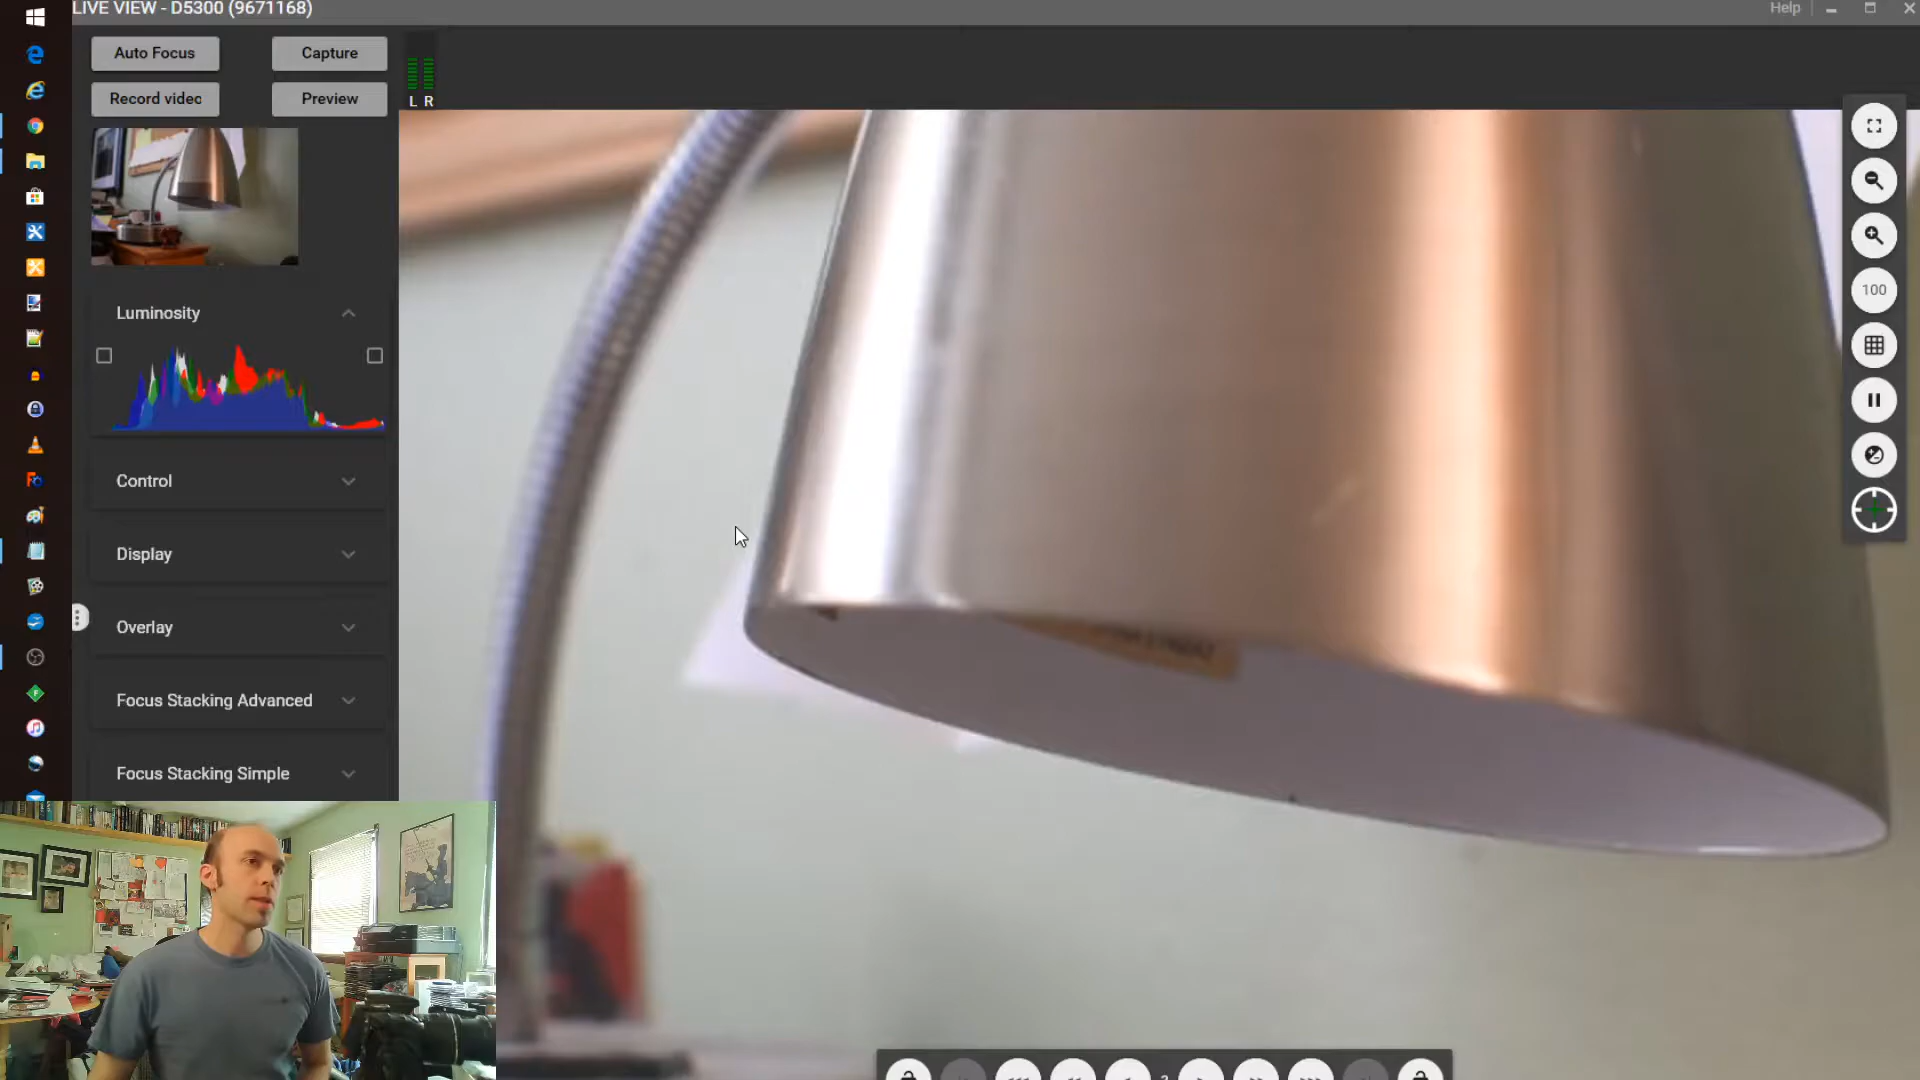 LIVE VIEW - D5300 (9671168)
Help
Auto Focus
Capture
Record video
Preview
L R
Luminosity
100
Control
Display
Overlay
Focus Stacking Advanced
Focus Stacking Simple